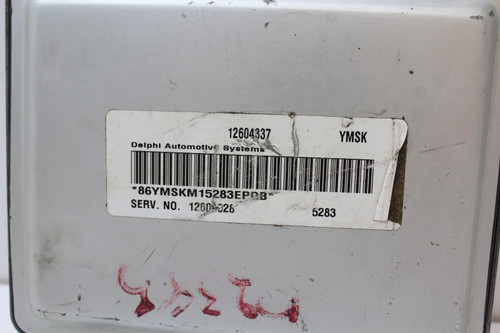 12604337 YMSK
Delphi Automotive Systems
*86YMSKM15283EPDB*
SERV. NO. 5283